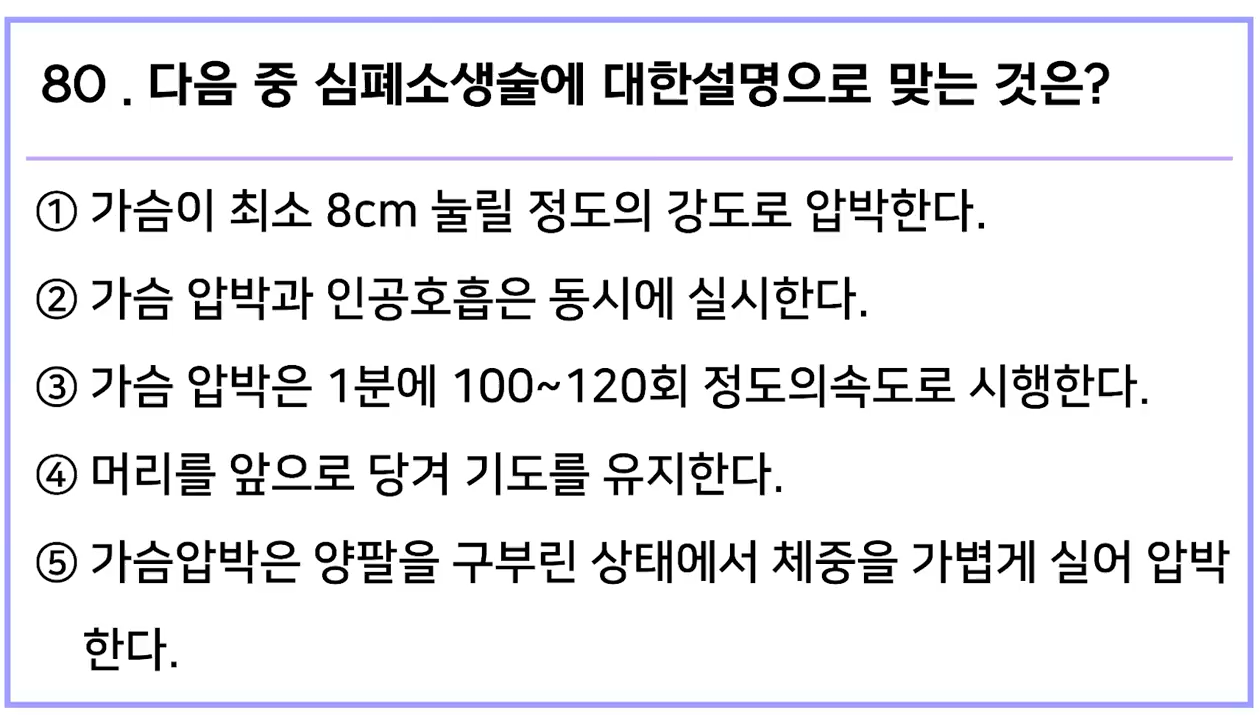 80 . 다음 중 심폐소생술에 대한설명으로 맞는 것은?
① 가슴이 최소 8cm 눌릴 정도의 강도로 압박한다.
② 가슴 압박과 인공호흡은 동시에 실시한다.
③ 가슴 압박은 1분에 100~120회 정도의속도로 시행한다.
④ 머리를 앞으로 당겨 기도를 유지한다.
⑤ 가슴압박은 양팔을 구부린 상태에서 체중을 가볍게 실어 압박
한다.